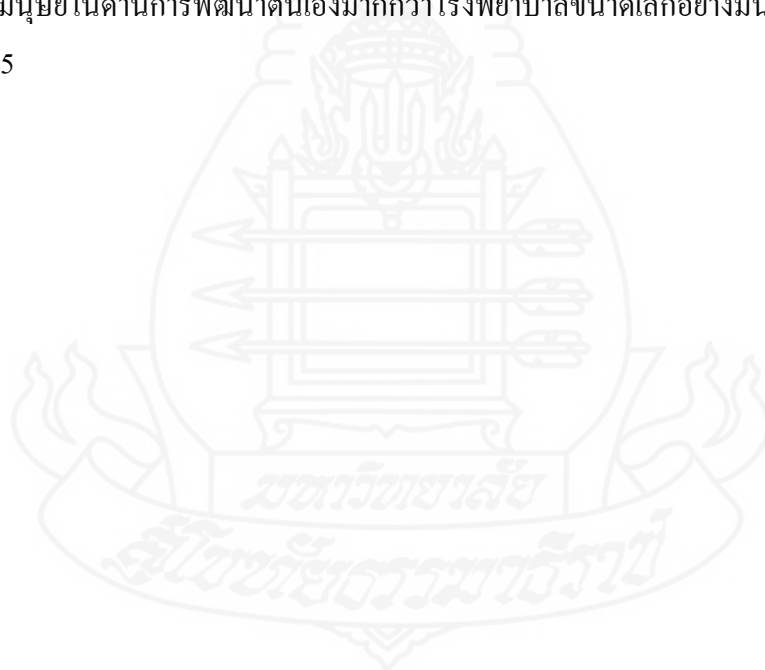 มนุษย์ในด้านการพัฒนาตนเองมากกว่าโรงพยาบาลขนาดเล็กอย่างมีน
5
มหาวิทยาลัย
สุโขทัยธรรมาธิราช